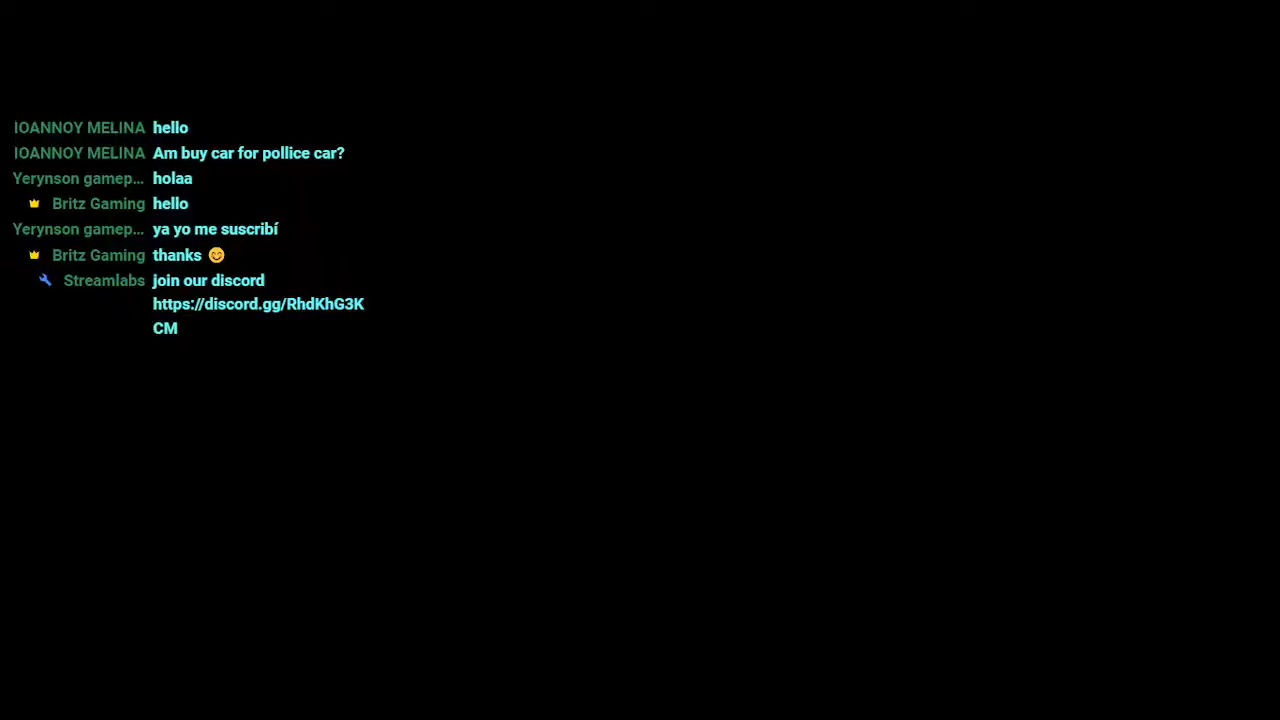 IOANNOY MELINA hello
IOANNOY MELINA Am buy car for pollice car?
Yerynson gamep... holaa
Britz Gaming hello
Yerynson gamep... ya yo me suscribí
Britz Gaming thanks 😊
Streamlabs join our discord
https://discord.gg/RhdKhG3K
CM